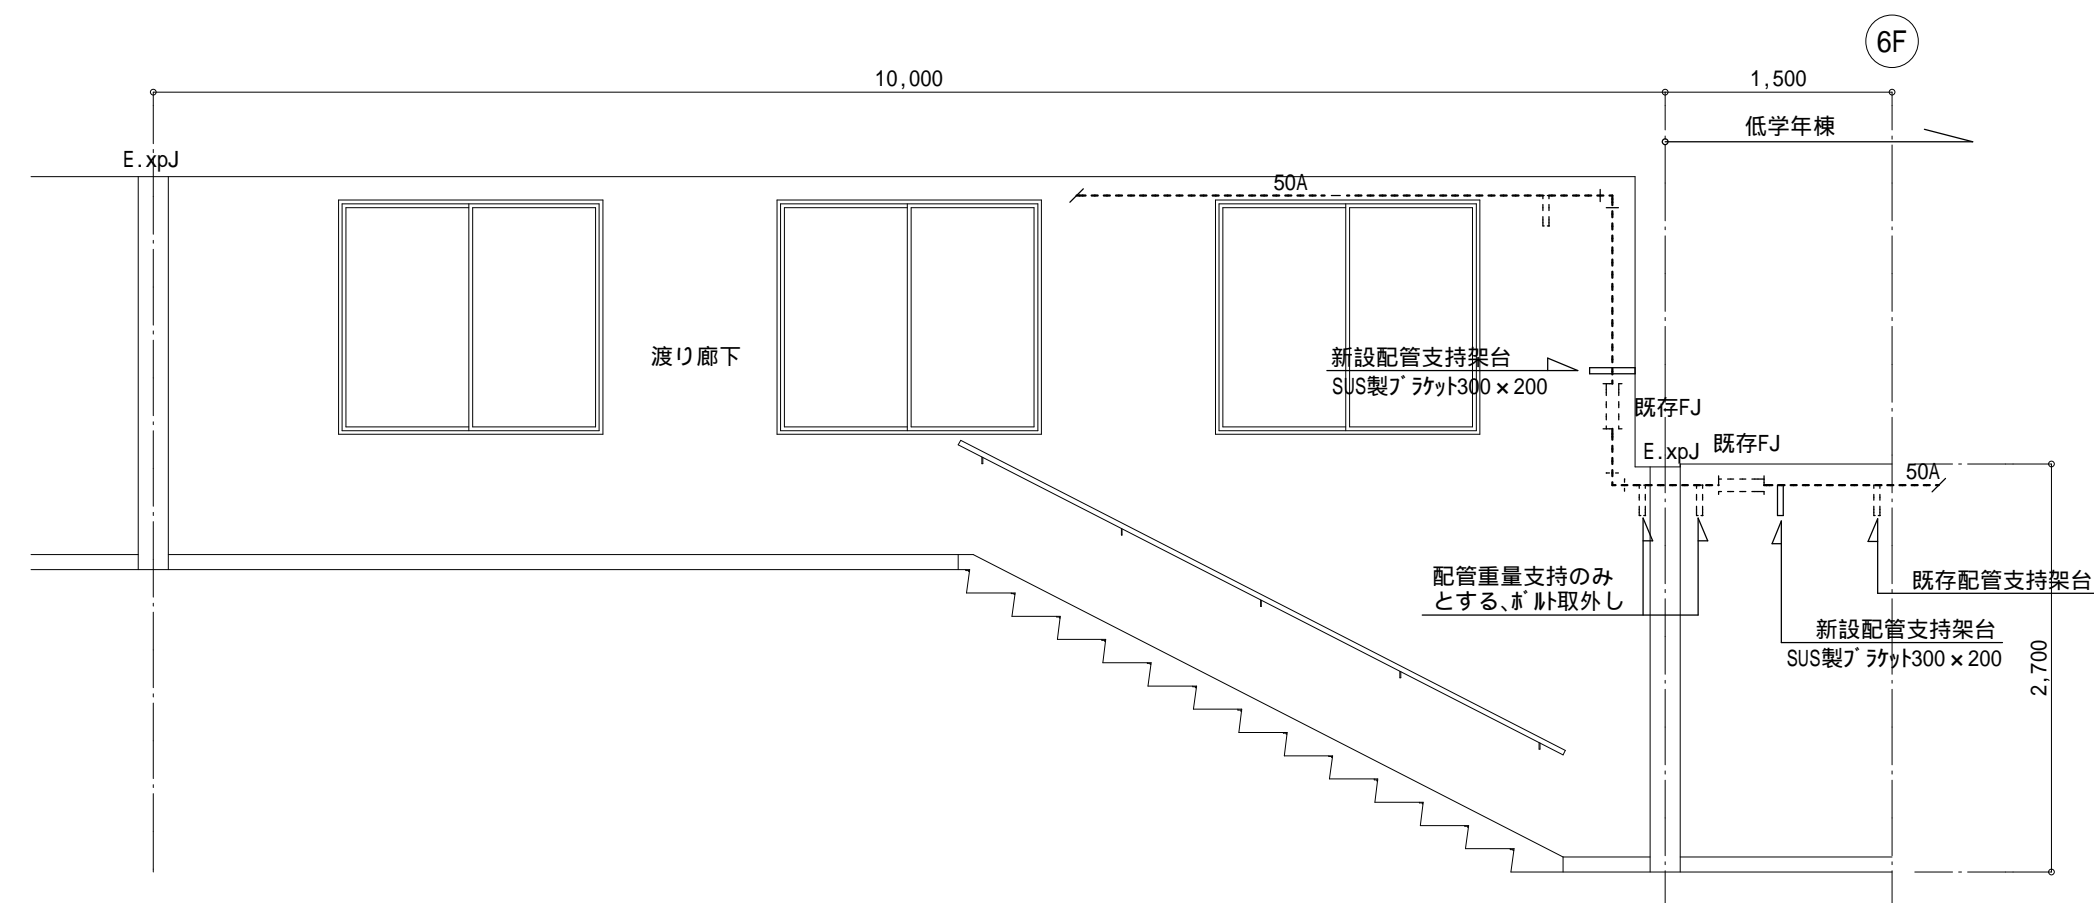 6F
10,000
1,500
低学年棟
E.xpJ
50A
渡り廊下
新設配管支持架台
SUS製ﾌﾞﾗｹｯﾄ300×200
既存FJ
E.xpJ
既存FJ
50A
配管重量支持のみ
とする､ﾎﾞﾙﾄ取外し
既存配管支持架台
新設配管支持架台
SUS製ﾌﾞﾗｹｯﾄ300×200
2,700